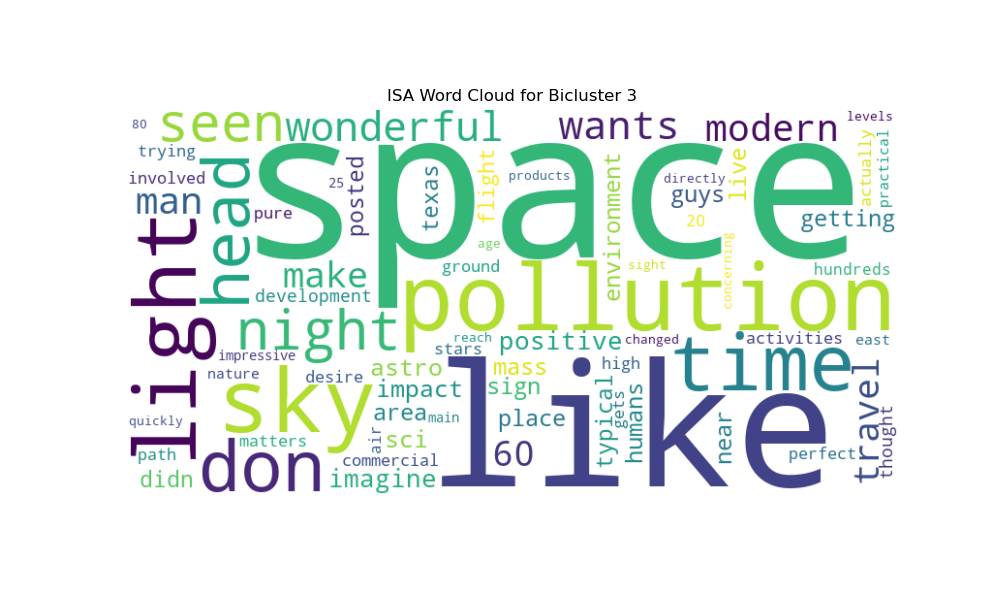 ISA Word Cloud for Bicluster 3
80
seen
wonderful
wants
modern
levels
trying
space
involved
head
man
pure
25
posted
texas
flight
products
age
environment
directly
guys
live
20
actually
practical
getting
light
make
ground
sight
concerning
hundreds
development
pollution
night
reach
stars
positive
changed
activities
east
impressive
time
nature
desire
astro
mass
high
sky
impact
sign
like
travel
thought
quickly
area
main
place
typical
gets
humans
near
matters
air
sci
path
don
commercial
60
perfect
didn
imagine